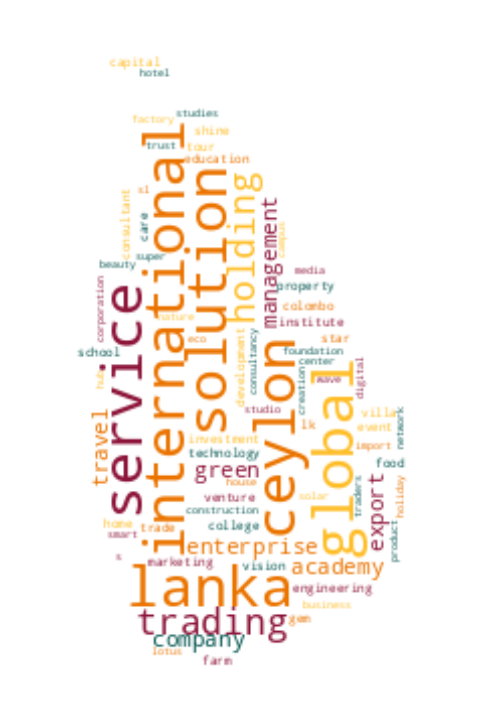 capital
hotel
studies
factory
shine
trust
tour
education
international
solution
holding
sl
consultant
care
management
campus
super
beauty
media
property
corporation
service
nature
colombo
institute
eco
development
consultancy
star
school
foundation
center
hub
creation
wave
digital
ceylon
global
studio
travel
lk
villa
event
network
investment
technology
import
green
food
house
solar
traders
export
holiday
venture
construction
product
home
trade
college
smart
enterprise
s
marketing
vision
academy
lanka
engineering
business
trading
gem
company
lotus
farm